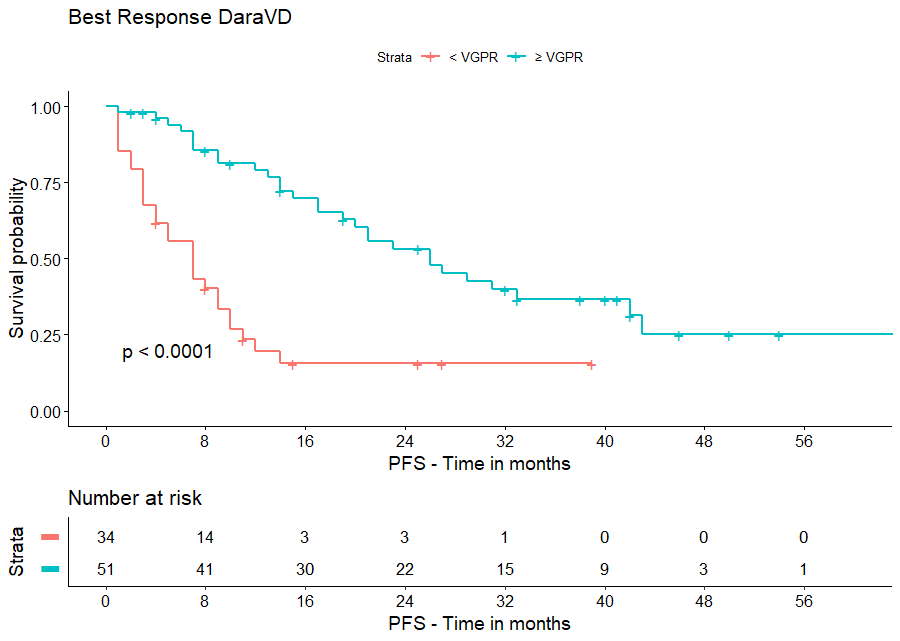 Best Response DaraVD
Strata < VGPR ≥ VGPR
Survival probability
1.00
0.75
0.50
0.25
0.00
p < 0.0001
0 8 16 24 32 40 48 56
PFS - Time in months
Number at risk
Strata
34 14 3 3 1 0 0 0
51 41 30 22 15 9 3 1
0 8 16 24 32 40 48 56
PFS - Time in months